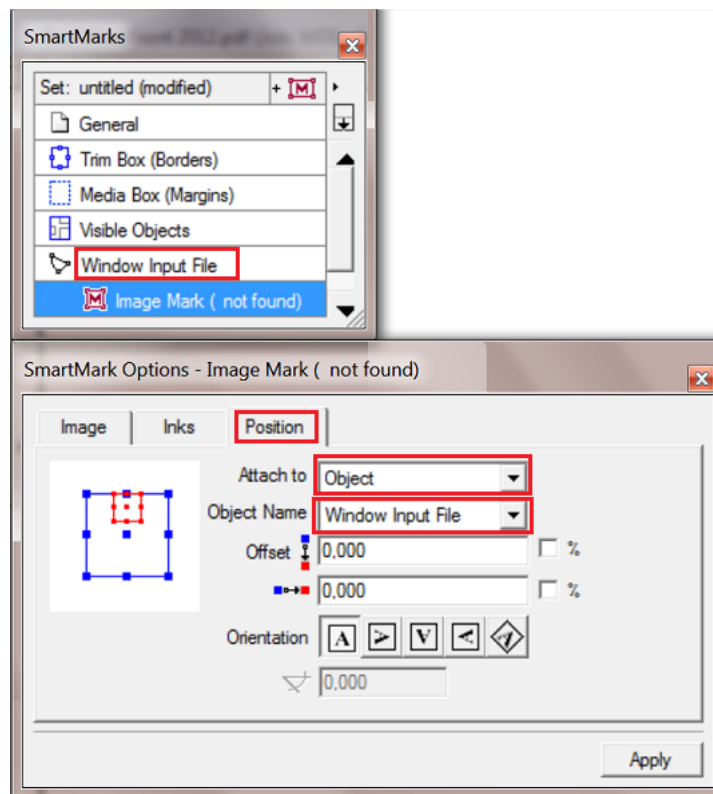 SmartMarks
Set: untitled (modified)
+ M
General
Trim Box (Borders)
Media Box (Margins)
Visible Objects
Window Input File
M Image Mark ( not found)
SmartMark Options - Image Mark ( not found)
Image Inks Position
Attach to Object
Object Name Window Input File
Offset 0,000 %
0,000 %
Orientation A A A A A
0,000
Apply